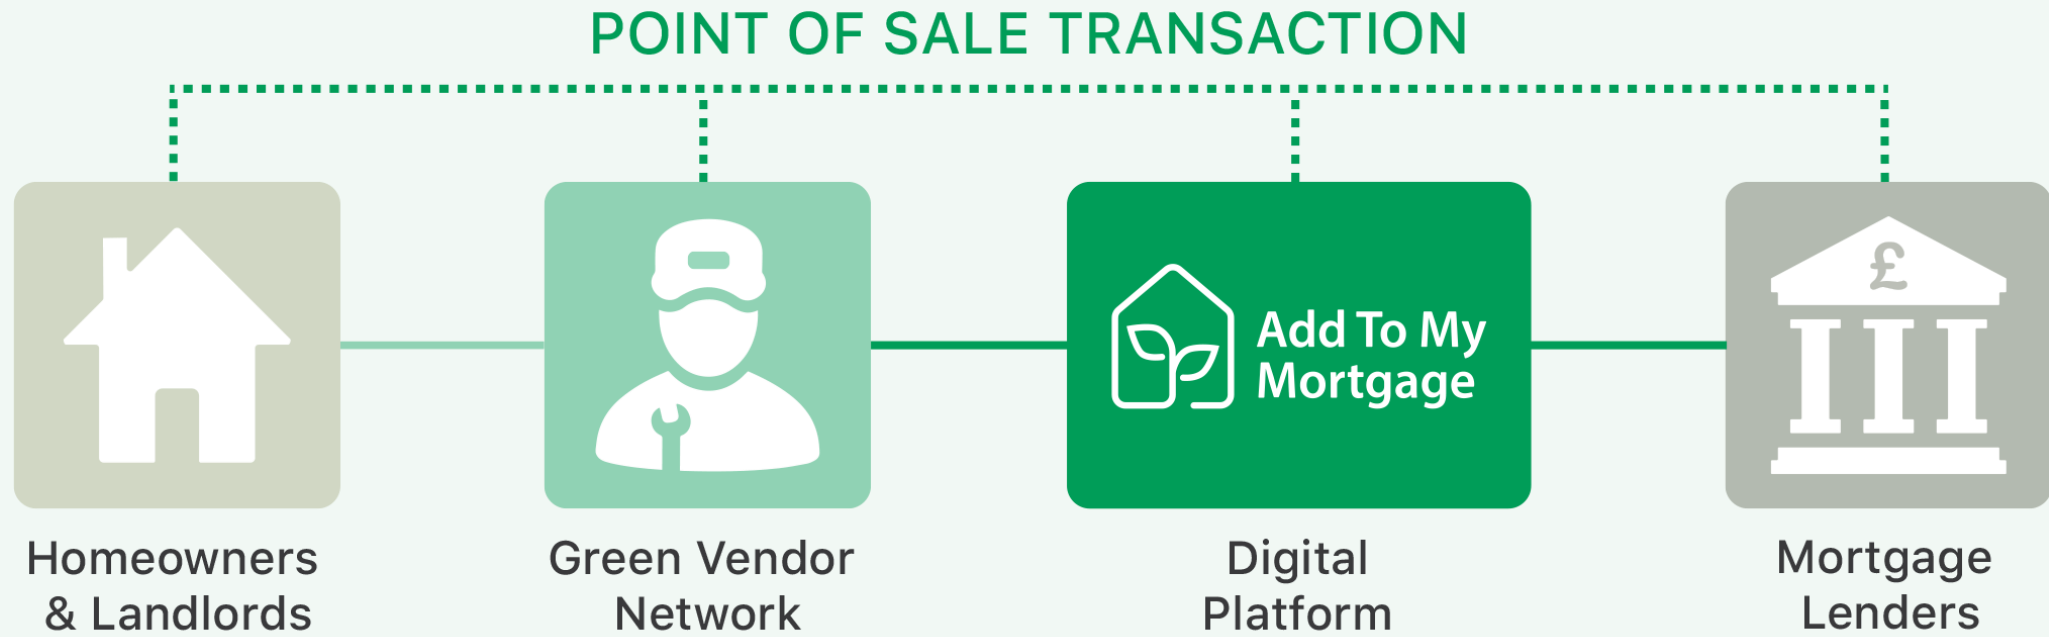 POINT OF SALE TRANSACTION
£
Add To My
Mortgage
Homeowners
& Landlords
Green Vendor
Network
Digital
Platform
Mortgage
Lenders